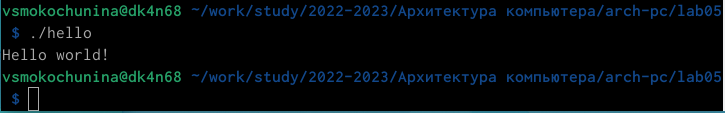 vsmokochunina@dk4n68 ~/work/study/2022-2023/Архитектура компьютера/arch-pc/lab05
$ ./hello
Hello world!
vsmokochunina@dk4n68 ~/work/study/2022-2023/Архитектура компьютера/arch-pc/lab05
$